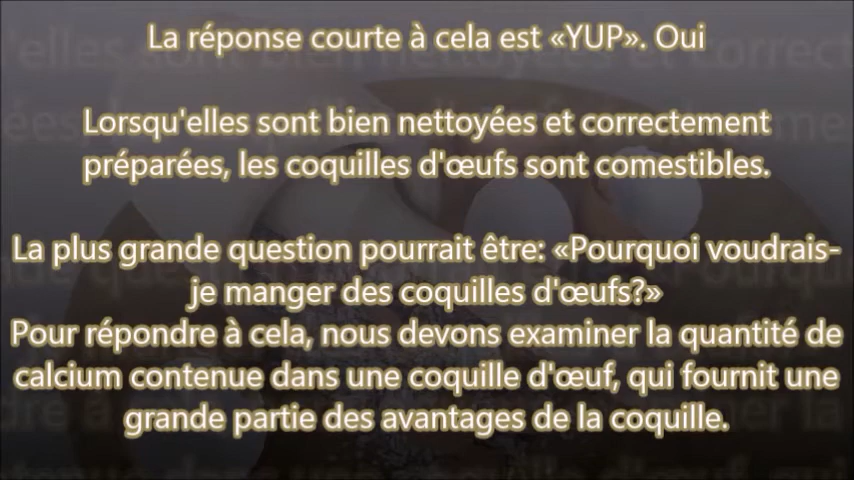 La réponse courte à cela est «YUP». Oui
Lorsqu'elles sont bien nettoyées et correctement
préparées, les coquilles d'œufs sont comestibles.
La plus grande question pourrait être: «Pourquoi voudrais-
je manger des coquilles d'œufs?»
Pour répondre à cela, nous devons examiner la quantité de
calcium contenue dans une coquille d'œuf, qui fournit une
grande partie des avantages de la coquille.